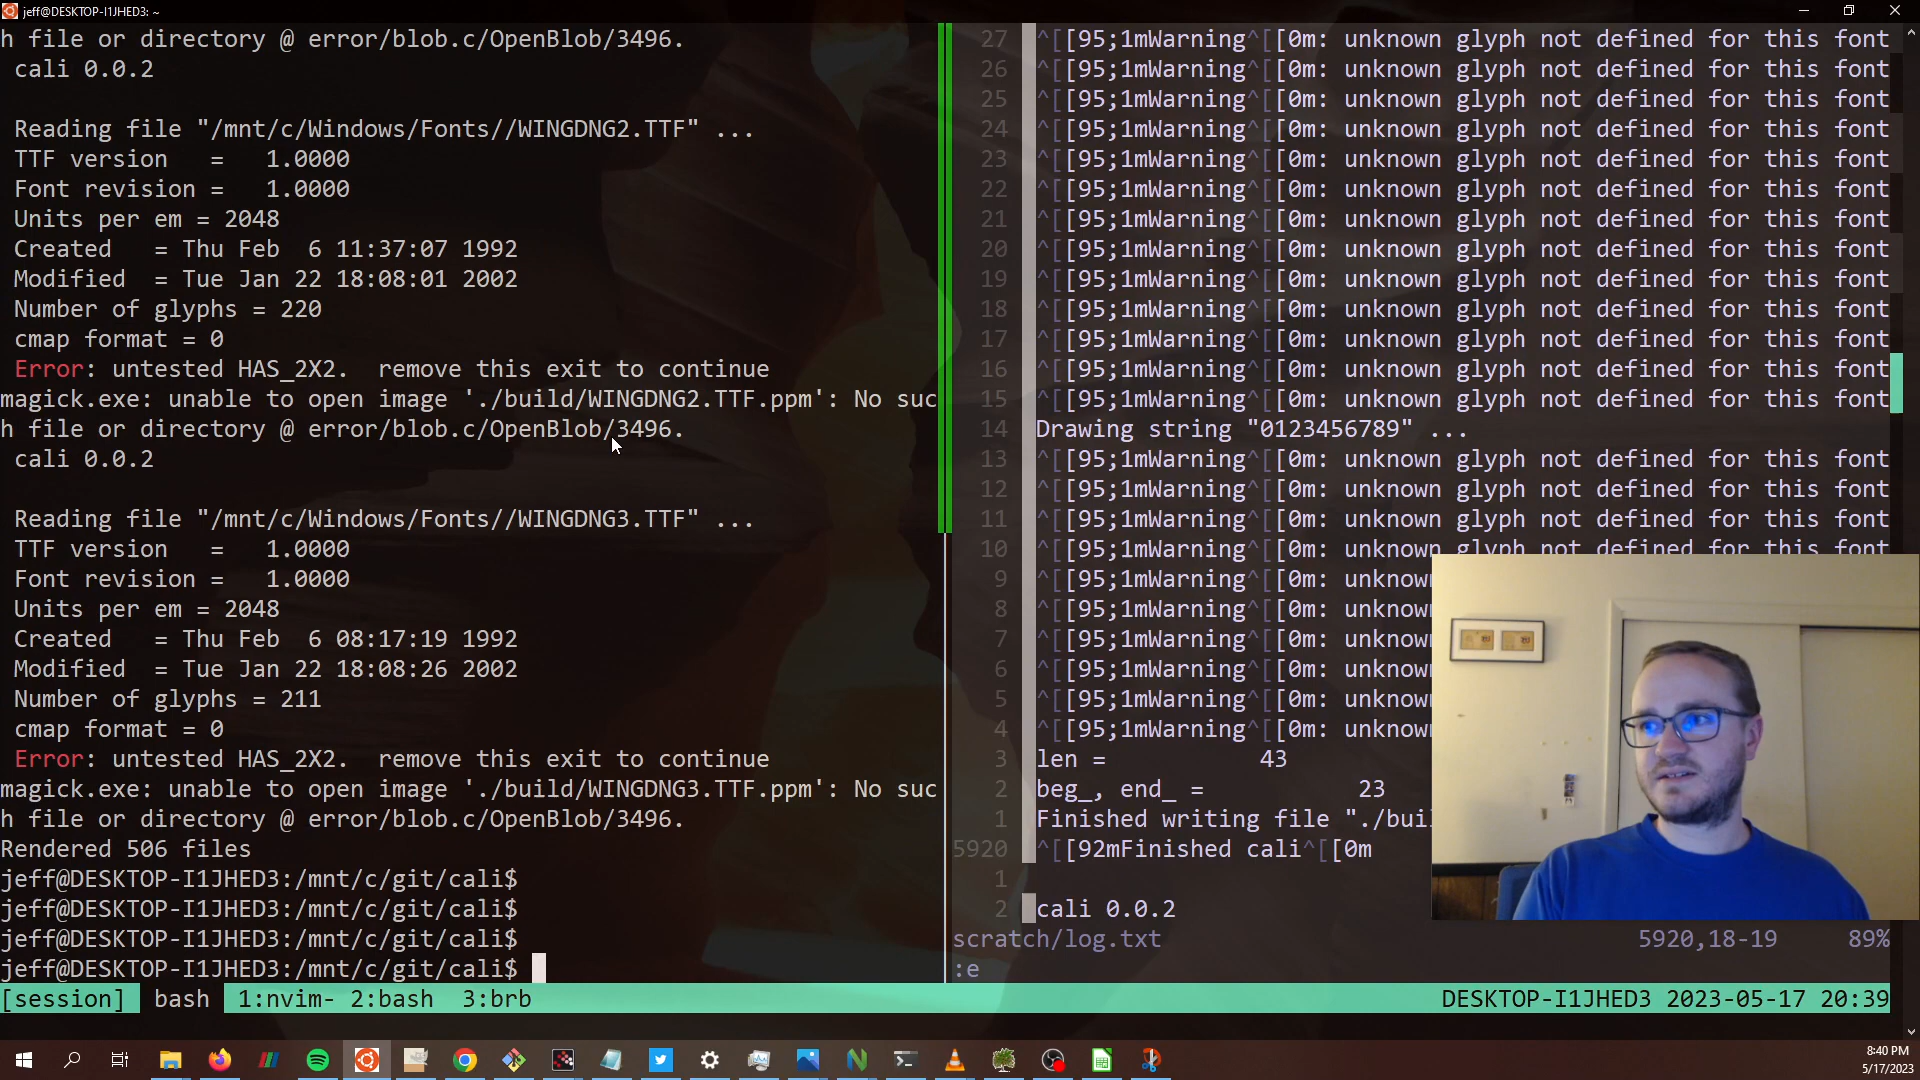 jeff@DESKTOP-I1JHED3: ~
h file or directory @ error/blob.c/OpenBlob/3496.
cali 0.0.2
Reading file "/mnt/c/Windows/Fonts//WINGDNG2.TTF" ...
TTF version   =   1.0000
Font revision =   1.0000
Units per em = 2048
Created   = Thu Feb  6 11:37:07 1992
Modified  = Tue Jan 22 18:08:01 2002
Number of glyphs = 220
cmap format = 0
Error: untested HAS_2X2.  remove this exit to continue
magick.exe: unable to open image './build/WINGDNG2.TTF.ppm': No suc
h file or directory @ error/blob.c/OpenBlob/3496.
cali 0.0.2
Reading file "/mnt/c/Windows/Fonts//WINGDNG3.TTF" ...
TTF version   =   1.0000
Font revision =   1.0000
Units per em = 2048
Created   = Thu Feb  6 08:17:19 1992
Modified  = Tue Jan 22 18:08:26 2002
Number of glyphs = 211
cmap format = 0
Error: untested HAS_2X2.  remove this exit to continue
magick.exe: unable to open image './build/WINGDNG3.TTF.ppm': No suc
h file or directory @ error/blob.c/OpenBlob/3496.
Rendered 506 files
jeff@DESKTOP-I1JHED3:/mnt/c/git/cali$
jeff@DESKTOP-I1JHED3:/mnt/c/git/cali$
jeff@DESKTOP-I1JHED3:/mnt/c/git/cali$
jeff@DESKTOP-I1JHED3:/mnt/c/git/cali$
27 ^[[95;1mWarning^[[0m: unknown glyph not defined for this font
26 ^[[95;1mWarning^[[0m: unknown glyph not defined for this font
25 ^[[95;1mWarning^[[0m: unknown glyph not defined for this font
24 ^[[95;1mWarning^[[0m: unknown glyph not defined for this font
23 ^[[95;1mWarning^[[0m: unknown glyph not defined for this font
22 ^[[95;1mWarning^[[0m: unknown glyph not defined for this font
21 ^[[95;1mWarning^[[0m: unknown glyph not defined for this font
20 ^[[95;1mWarning^[[0m: unknown glyph not defined for this font
19 ^[[95;1mWarning^[[0m: unknown glyph not defined for this font
18 ^[[95;1mWarning^[[0m: unknown glyph not defined for this font
17 ^[[95;1mWarning^[[0m: unknown glyph not defined for this font
16 ^[[95;1mWarning^[[0m: unknown glyph not defined for this font
15 ^[[95;1mWarning^[[0m: unknown glyph not defined for this font
14 Drawing string "0123456789" ...
13 ^[[95;1mWarning^[[0m: unknown glyph not defined for this font
12 ^[[95;1mWarning^[[0m: unknown glyph not defined for this font
11 ^[[95;1mWarning^[[0m: unknown glyph not defined for this font
10 ^[[95;1mWarning^[[0m: unknown glyph not defined for this font
9 ^[[95;1mWarning^[[0m: unknown
8 ^[[95;1mWarning^[[0m: unknown
7 ^[[95;1mWarning^[[0m: unknown
6 ^[[95;1mWarning^[[0m: unknown
5 ^[[95;1mWarning^[[0m: unknown
4 ^[[95;1mWarning^[[0m: unknown
3 len =           43
2 beg_, end_ =           23
1 Finished writing file "./bui
5920 ^[[92mFinished cali^[[0m
1
2 cali 0.0.2
scratch/log.txt 5920,18-19 89%
:e
[session] bash 1:nvim- 2:bash  3:brb DESKTOP-I1JHED3 2023-05-17 20:39
8:40 PM
5/17/2023